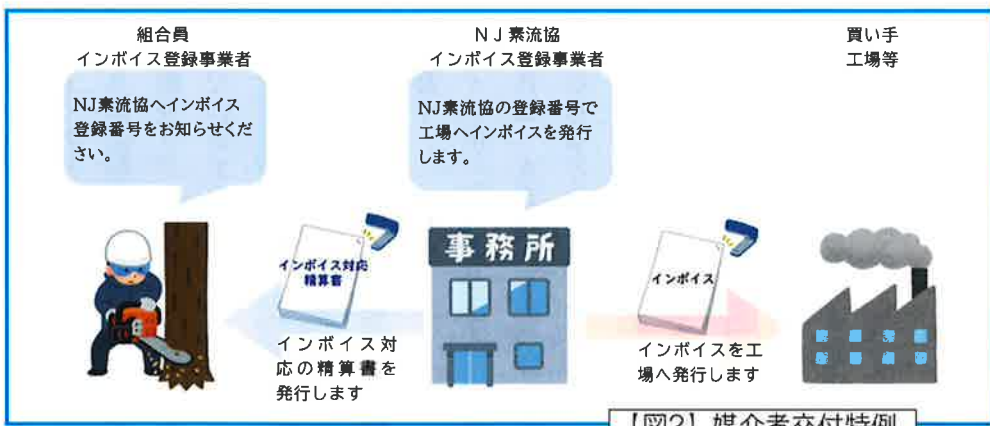 組合員
インボイス登録事業者
NJ素流協
インボイス登録事業者
買い手
工場等
NJ素流協へインボイス
登録番号をお知らせくだ
さい。
NJ素流協の登録番号で
工場へインボイスを発行
します。
インボイス対応
精算書
事務所
インボイス
インボイス対
応の精算書を
発行します
インボイスを工
場へ発行します
【図2】媒介者交付特例